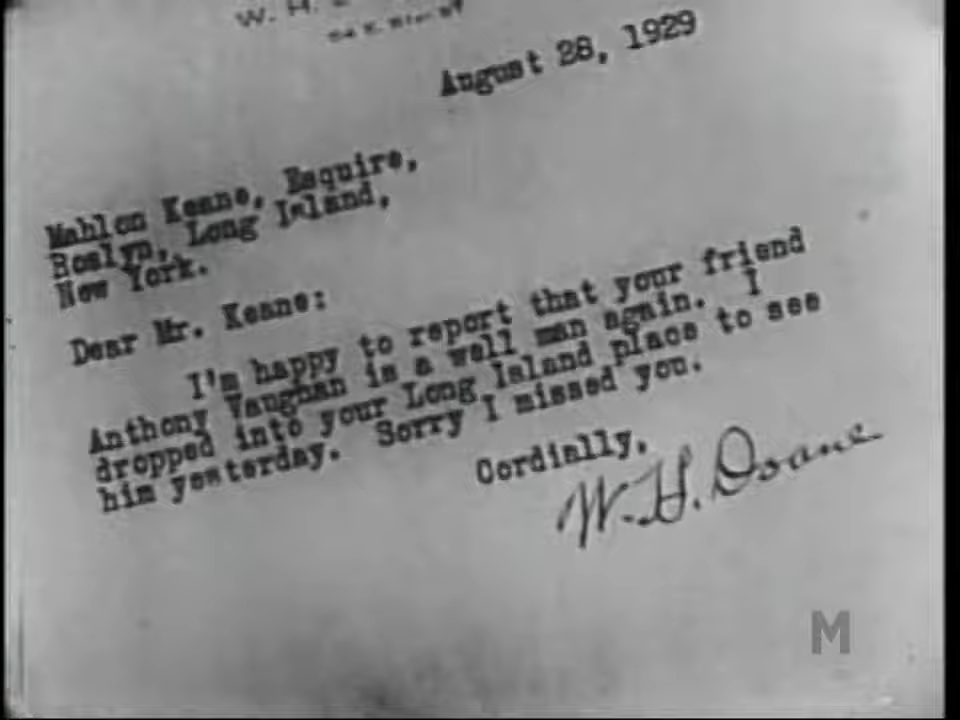 W. H.
August 28, 1929
Mahlon Keane, Esquire,
Roslyn, Long Island,
New York.
Dear Mr. Keane:
I'm happy to report that your friend
Anthony Vaughan is a well man again. I
dropped into your Long Island place to see
him yesterday. Sorry I missed you.
Cordially,
W. H. Doane
M